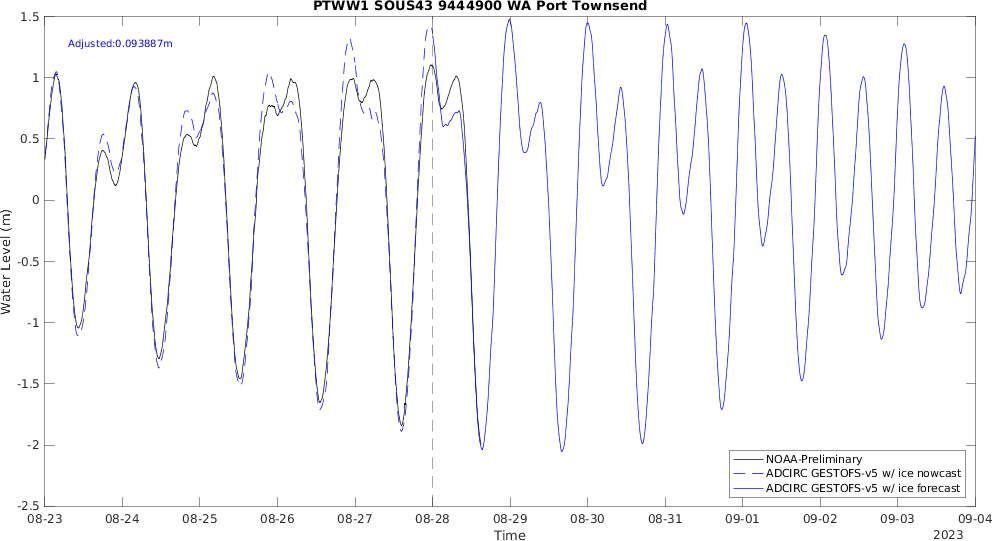 PTWW1 SOUS43 9444900 WA Port Townsend
Adjusted:0.093887m
1.5
1
0.5
0
-0.5
-1
-1.5
-2
-2.5
Water Level (m)
NOAA-Preliminary
ADCIRC GESTOFS-v5 w/ ice nowcast
ADCIRC GESTOFS-v5 w/ ice forecast
08-23 08-24 08-25 08-26 08-27 08-28 08-29 08-30 08-31 09-01 09-02 09-03 09-04
Time
2023